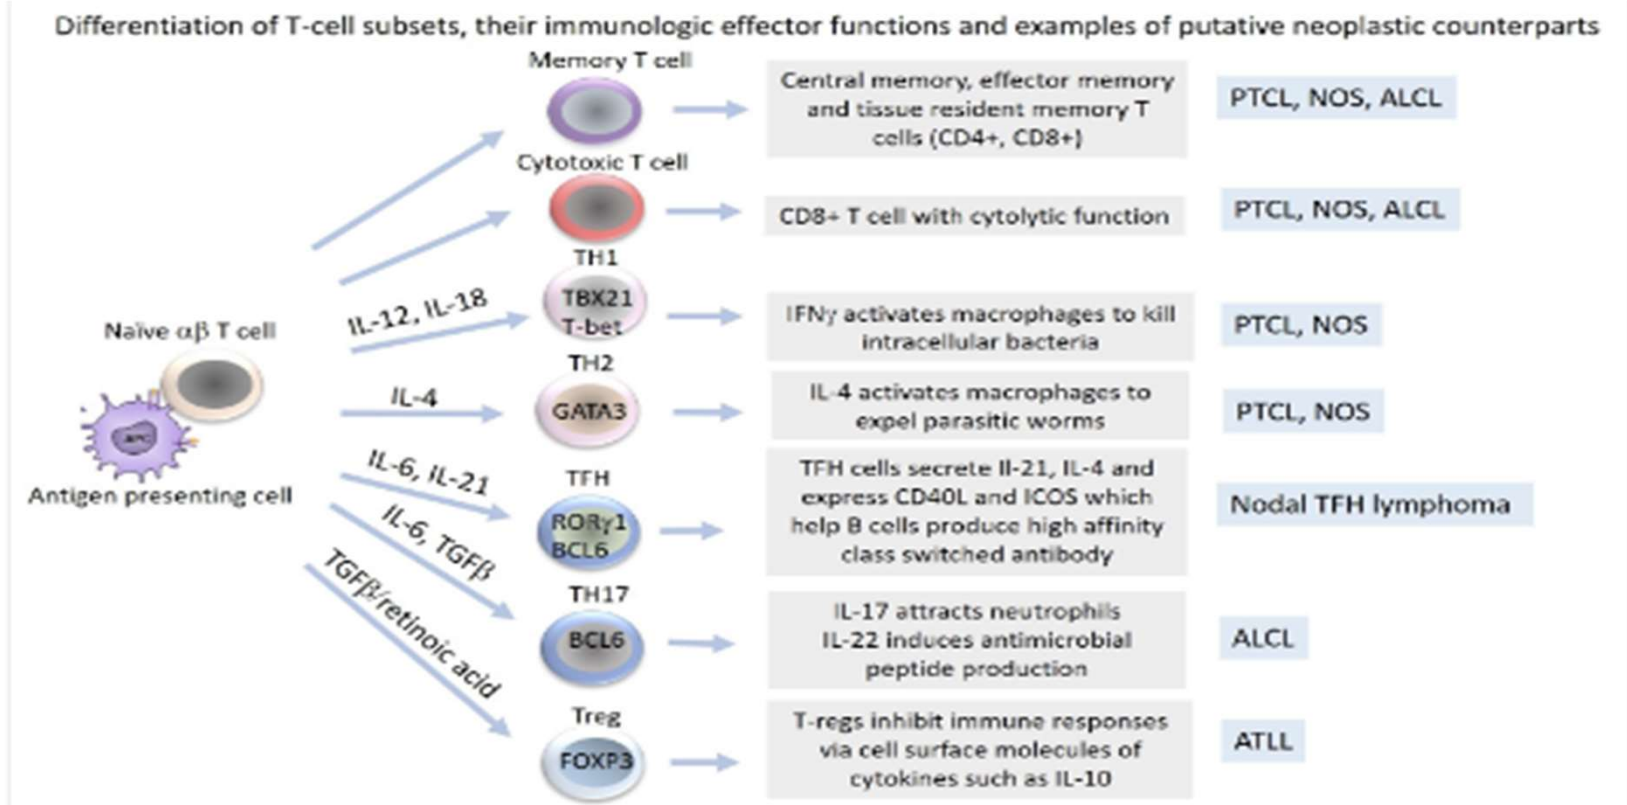 Differentiation of T-cell subsets, their immunologic effector functions and examples of putative neoplastic counterparts
Memory T cell
Central memory, effector memory
and tissue resident memory T
cells (CD4+, CD8+)
PTCL, NOS, ALCL
Cytotoxic T cell
CD8+ T cell with cytolytic function
PTCL, NOS, ALCL
TH1
IL-12, IL-18
TBX21
T-bet
IFNγ activates macrophages to kill
intracellular bacteria
PTCL, NOS
Naïve αβ T cell
APC
Antigen presenting cell
TH2
IL-4
GATA3
IL-4 activates macrophages to
expel parasitic worms
PTCL, NOS
TFH
IL-6, IL-21
RORγ1
BCL6
TFH cells secrete Il-21, IL-4 and
express CD40L and ICOS which
help B cells produce high affinity
class switched antibody
Nodal TFH lymphoma
TH17
IL-6, TGFβ
BCL6
IL-17 attracts neutrophils
IL-22 induces antimicrobial
peptide production
ALCL
Treg
TGFβ/retinoic acid
FOXP3
T-regs inhibit immune responses
via cell surface molecules of
cytokines such as IL-10
ATLL